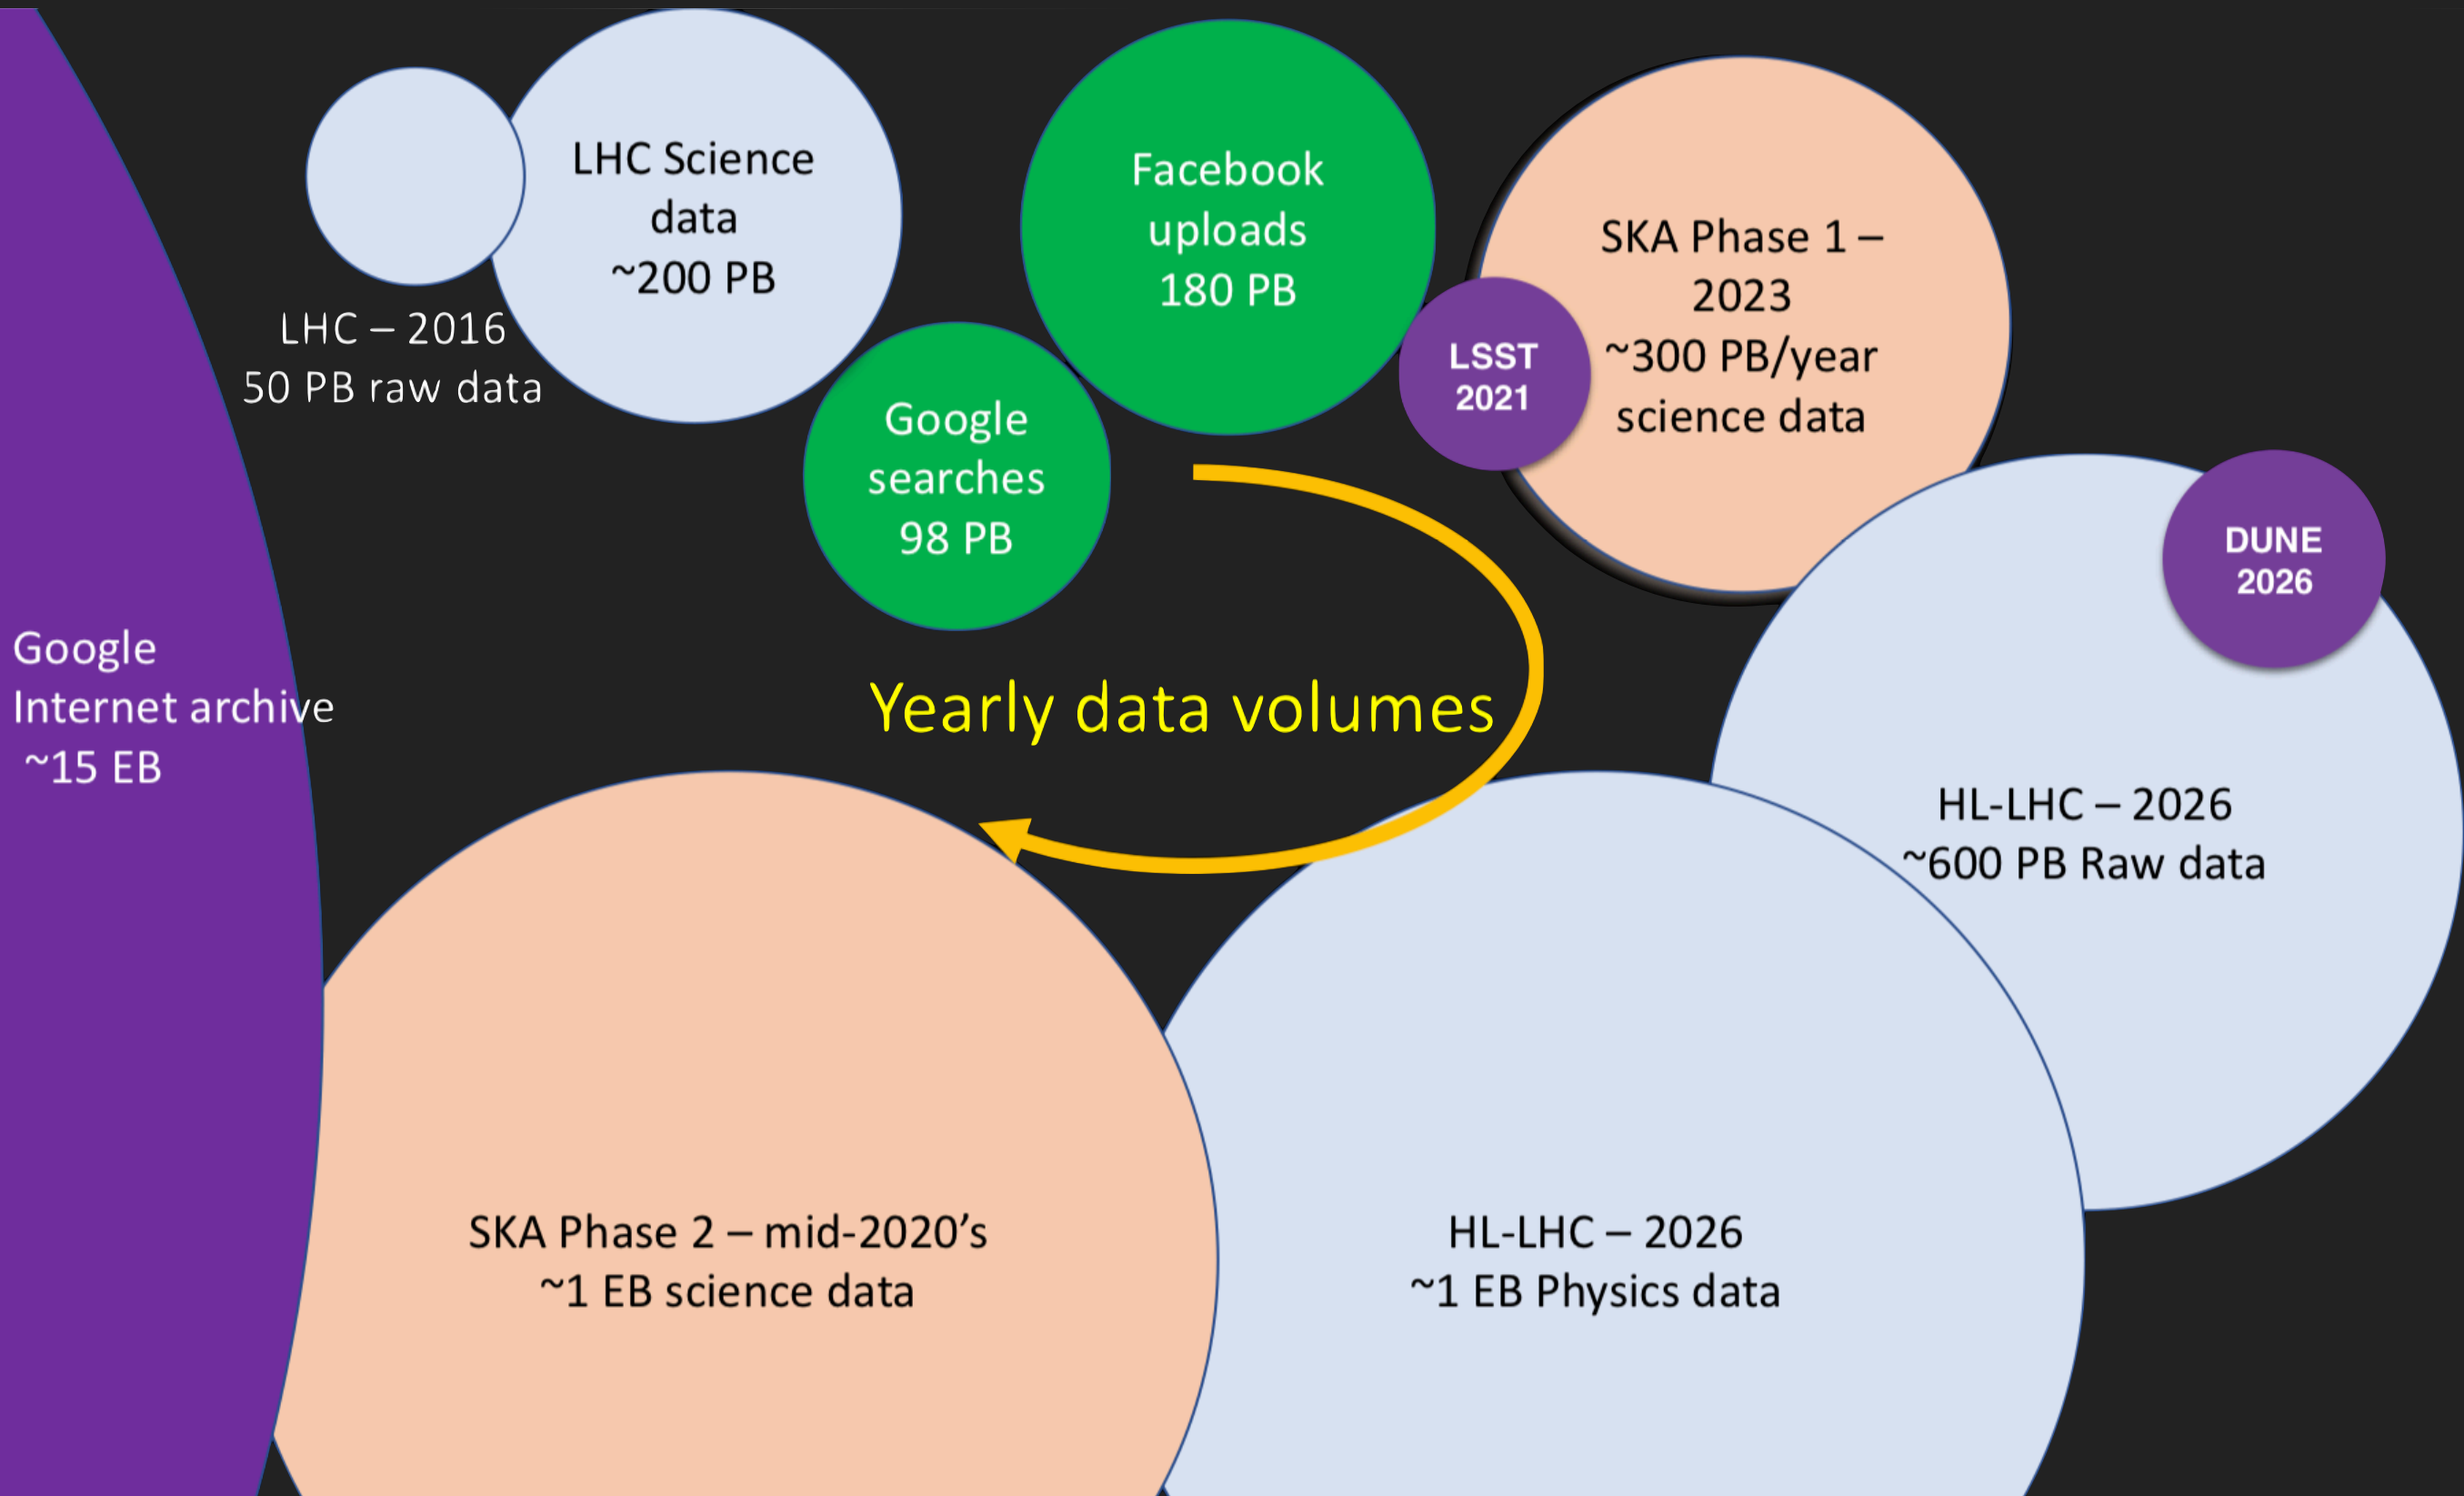 LHC Science
data
~200 PB
LHC – 2016
50 PB raw data
Facebook
uploads
180 PB
Google
searches
98 PB
SKA Phase 1 –
2023
~300 PB/year
science data
LSST
2021
DUNE
2026
Google
Internet archive
~15 EB
Yearly data volumes
HL-LHC – 2026
~600 PB Raw data
SKA Phase 2 – mid-2020’s
~1 EB science data
HL-LHC – 2026
~1 EB Physics data